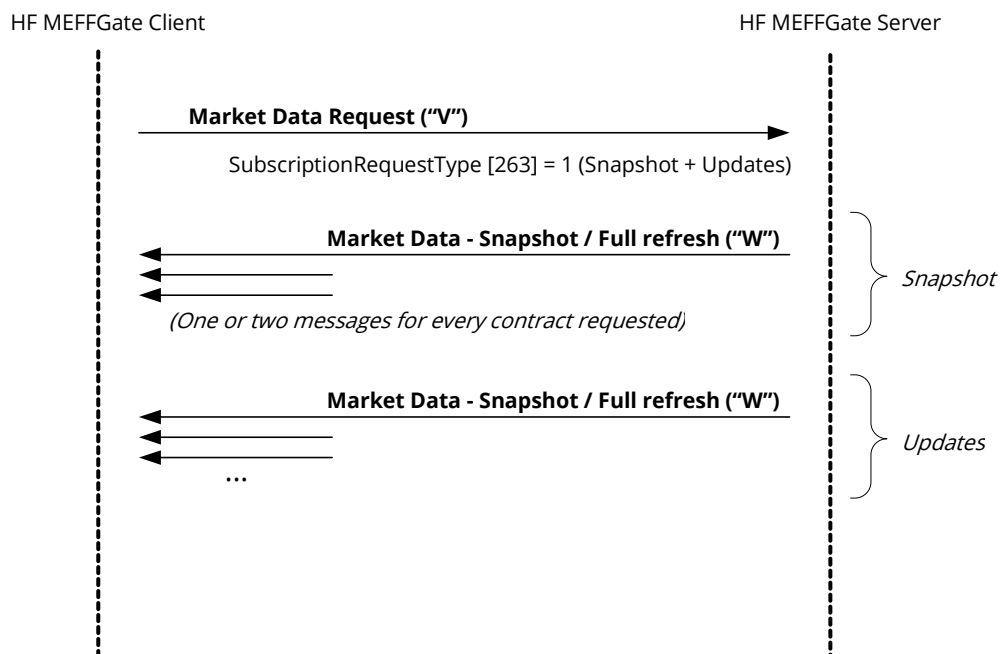 HF MEFFGate Client
HF MEFFGate Server
Market Data Request (“V”)
SubscriptionRequestType [263] = 1 (Snapshot + Updates)
Market Data - Snapshot / Full refresh (“W”)
Snapshot
(One or two messages for every contract requested)
Market Data - Snapshot / Full refresh (“W”)
Updates
...